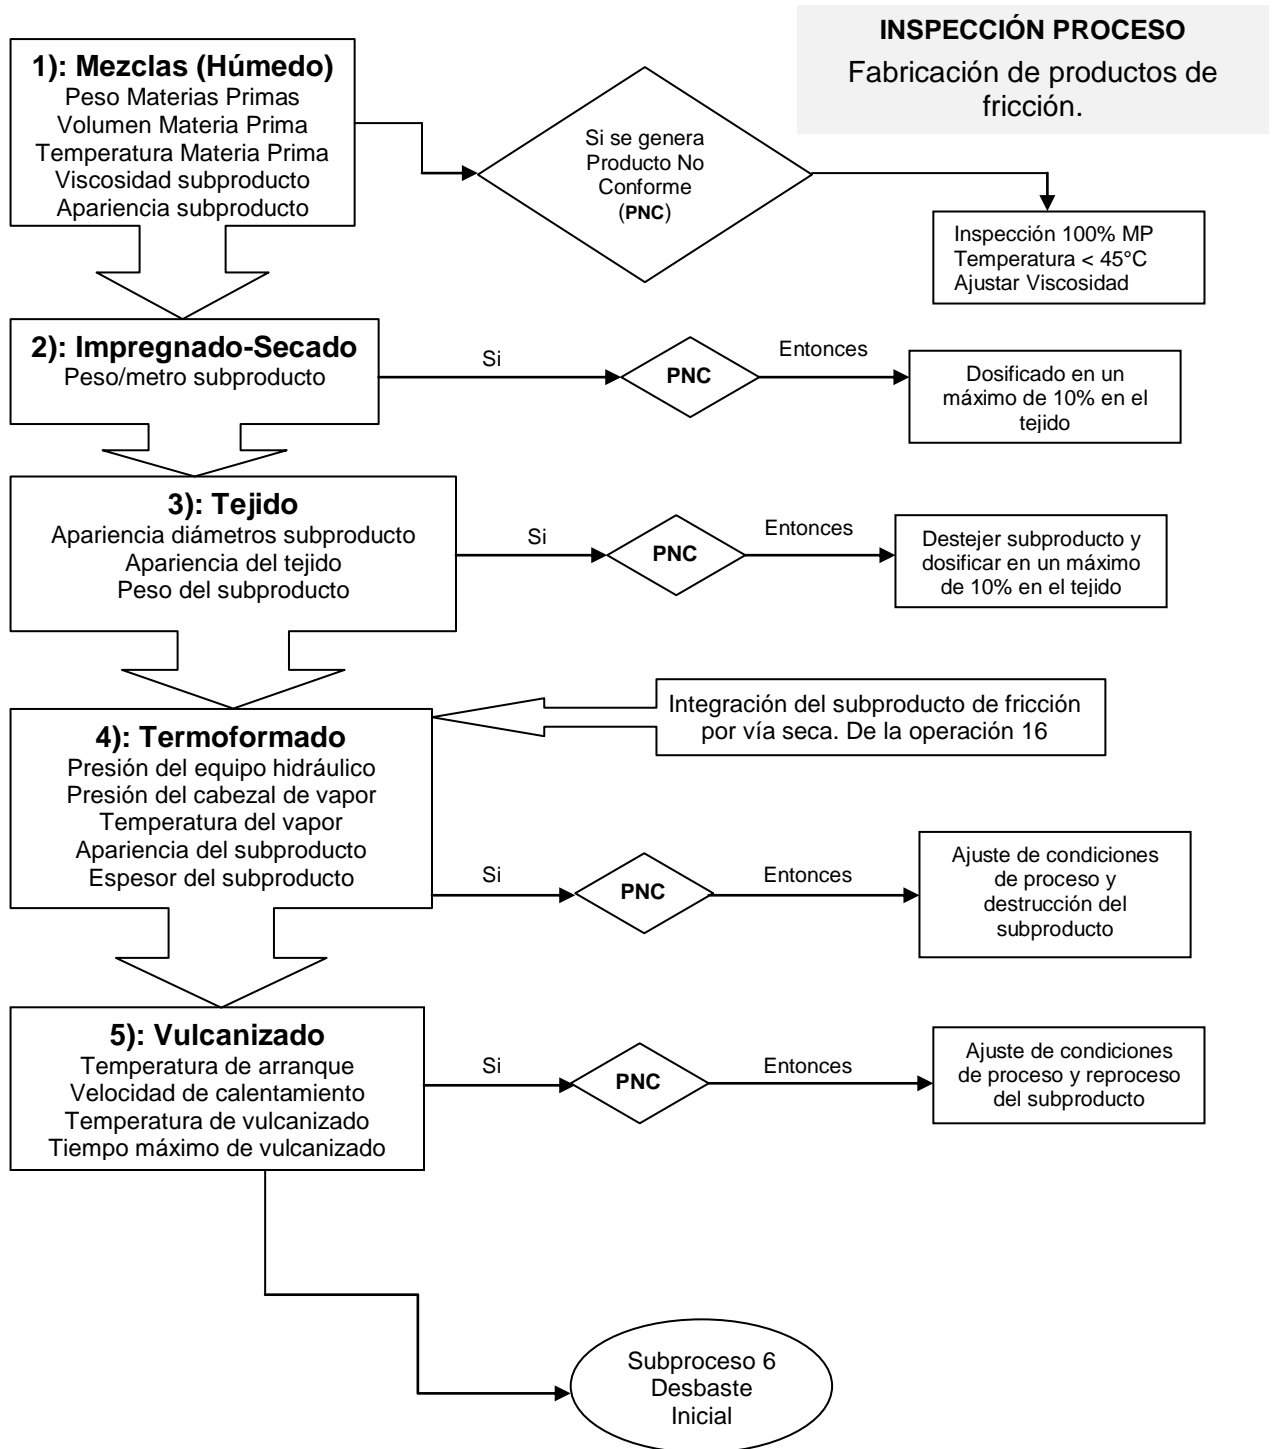 INSPECCIÓN PROCESO
Fabricación de productos de
fricción.
1): Mezclas (Húmedo)
Peso Materias Primas
Volumen Materia Prima
Temperatura Materia Prima
Viscosidad subproducto
Apariencia subproducto
Si se genera
Producto No
Conforme
(PNC)
Inspección 100% MP
Temperatura < 45°C
Ajustar Viscosidad
2): Impregnado-Secado
Peso/metro subproducto
Si
PNC
Entonces
Dosificado en un
máximo de 10% en el
tejido
3): Tejido
Apariencia diámetros subproducto
Apariencia del tejido
Peso del subproducto
Si
PNC
Entonces
Destejer subproducto y
dosificar en un máximo
de 10% en el tejido
Integración del subproducto de fricción
por vía seca. De la operación 16
4): Termoformado
Presión del equipo hidráulico
Presión del cabezal de vapor
Temperatura del vapor
Apariencia del subproducto
Espesor del subproducto
Si
PNC
Entonces
Ajuste de condiciones
de proceso y
destrucción del
subproducto
5): Vulcanizado
Temperatura de arranque
Velocidad de calentamiento
Temperatura de vulcanizado
Tiempo máximo de vulcanizado
Si
PNC
Entonces
Ajuste de condiciones
de proceso y reproceso
del subproducto
Subproceso 6
Desbaste
Inicial